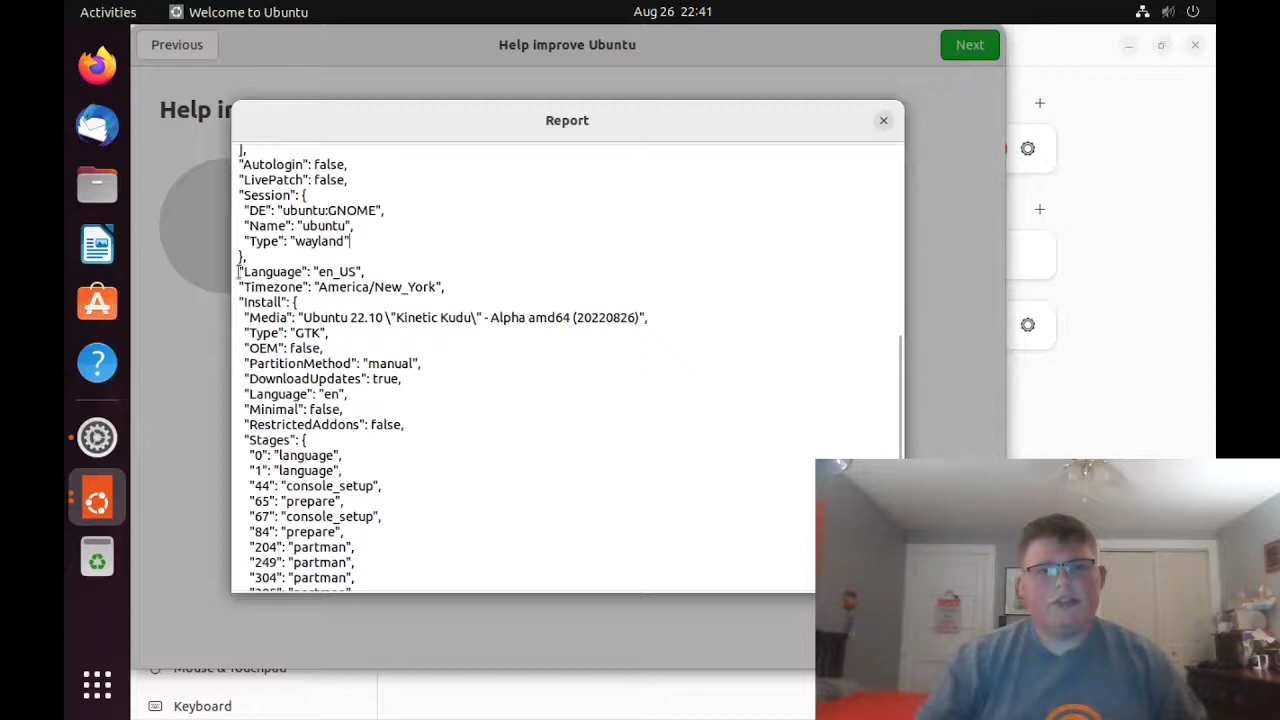 Activities
Welcome to Ubuntu
Aug 26 22:41
Previous
Help improve Ubuntu
Next
Report
],
"Autologin": false,
"LivePatch": false,
"Session": {
"DE": "ubuntu:GNOME",
"Name": "ubuntu",
"Type": "wayland"
},
"Language": "en_US",
"Timezone": "America/New_York",
"Install": {
"Media": "Ubuntu 22.10 \"Kinetic Kudu\" - Alpha amd64 (20220826)",
"Type": "GTK",
"OEM": false,
"PartitionMethod": "manual",
"DownloadUpdates": true,
"Language": "en",
"Minimal": false,
"RestrictedAddons": false,
"Stages": {
"0": "language",
"1": "language",
"44": "console_setup",
"65": "prepare",
"67": "console_setup",
"84": "prepare",
"204": "partman",
"249": "partman",
"304": "partman",
Keyboard